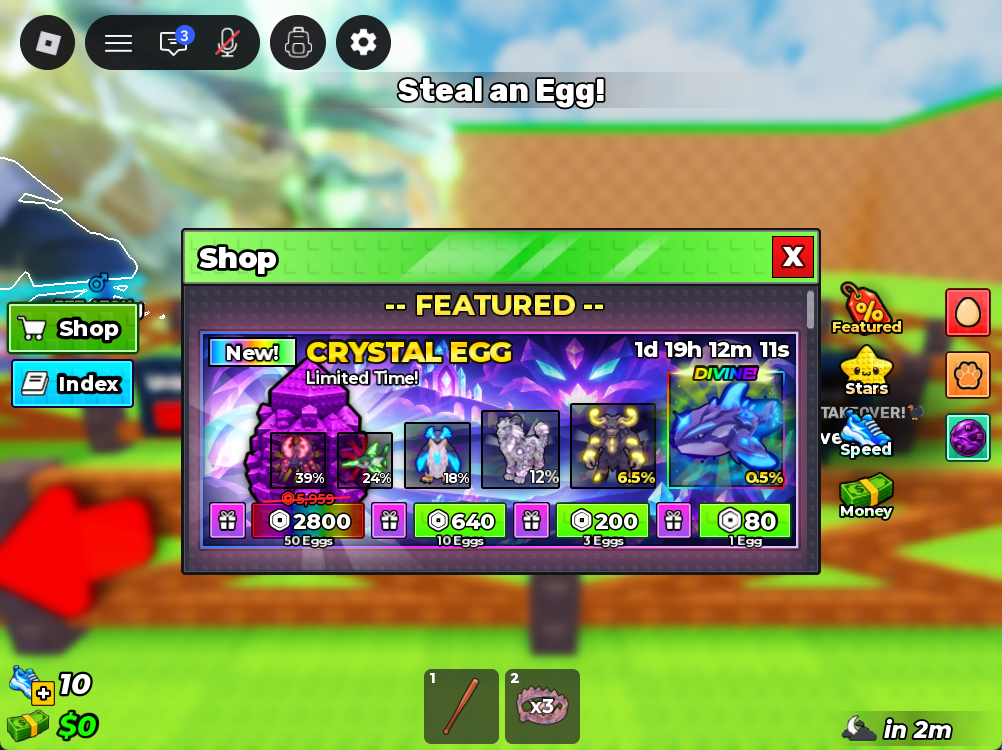 3
Steal an Egg!
Shop
X
-- FEATURED --
New!
CRYSTAL EGG
1d 19h 12m 11s
Limited Time!
DIVINE!
39%
24%
18%
12%
6.5%
0.5%
5,959
2800
640
200
80
50 Eggs
10 Eggs
3 Eggs
1 Egg
Shop
Index
%
Featured
Stars
TAKEOVER!
Speed
Money
10
$0
1
2
x3
in 2m